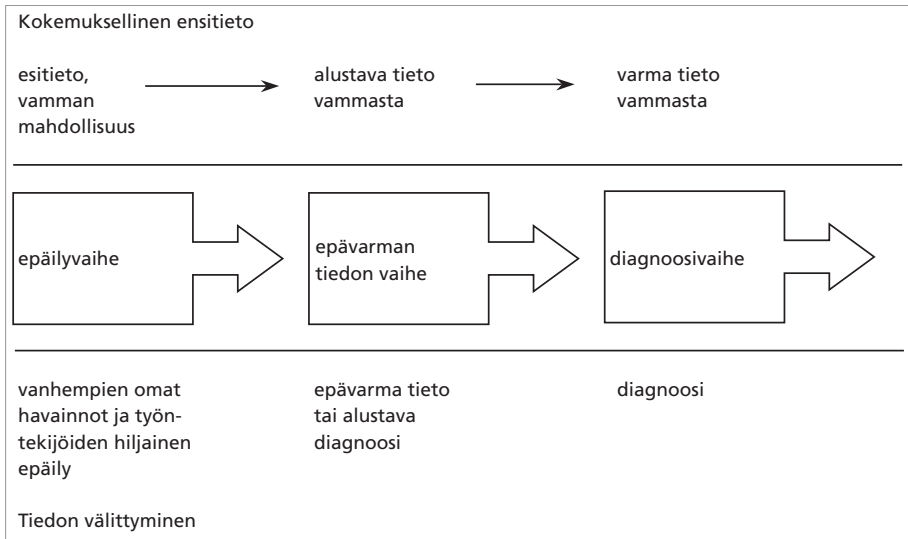 Kokemuksellinen ensitieto
esitieto,
vamman
mahdollisuus
alustava tieto
vammasta
varma tieto
vammasta
epäilyvaihe
epävarman
tiedon vaihe
diagnoosivaihe
vanhempien omat
havainnot ja työn-
tekijöiden hiljainen
epäily
epävarma tieto
tai alustava
diagnoosi
diagnoosi
Tiedon välittyminen